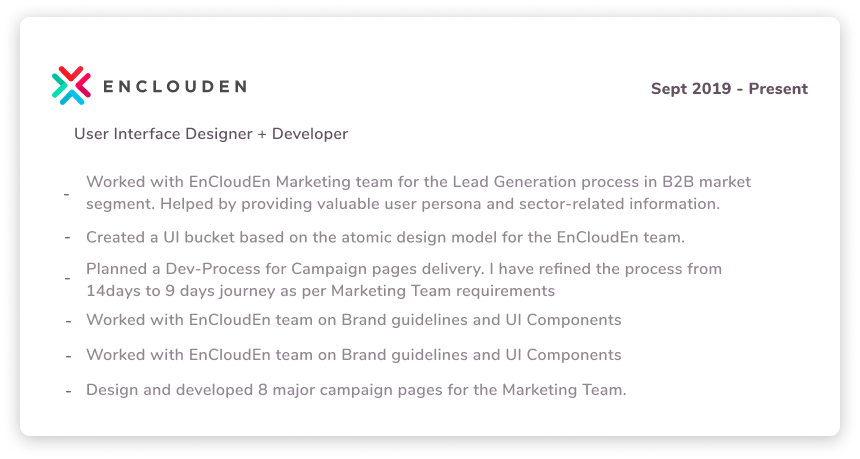 ENCLOUDEN
Sept 2019 - Present
User Interface Designer + Developer
- Worked with EnCloudEn Marketing team for the Lead Generation process in B2B market
segment. Helped by providing valuable user persona and sector-related information.
- Created a UI bucket based on the atomic design model for the EnCloudEn team.
- Planned a Dev-Process for Campaign pages delivery. I have refined the process from
14days to 9 days journey as per Marketing Team requirements
- Worked with EnCloudEn team on Brand guidelines and UI Components
- Worked with EnCloudEn team on Brand guidelines and UI Components
- Design and developed 8 major campaign pages for the Marketing Team.